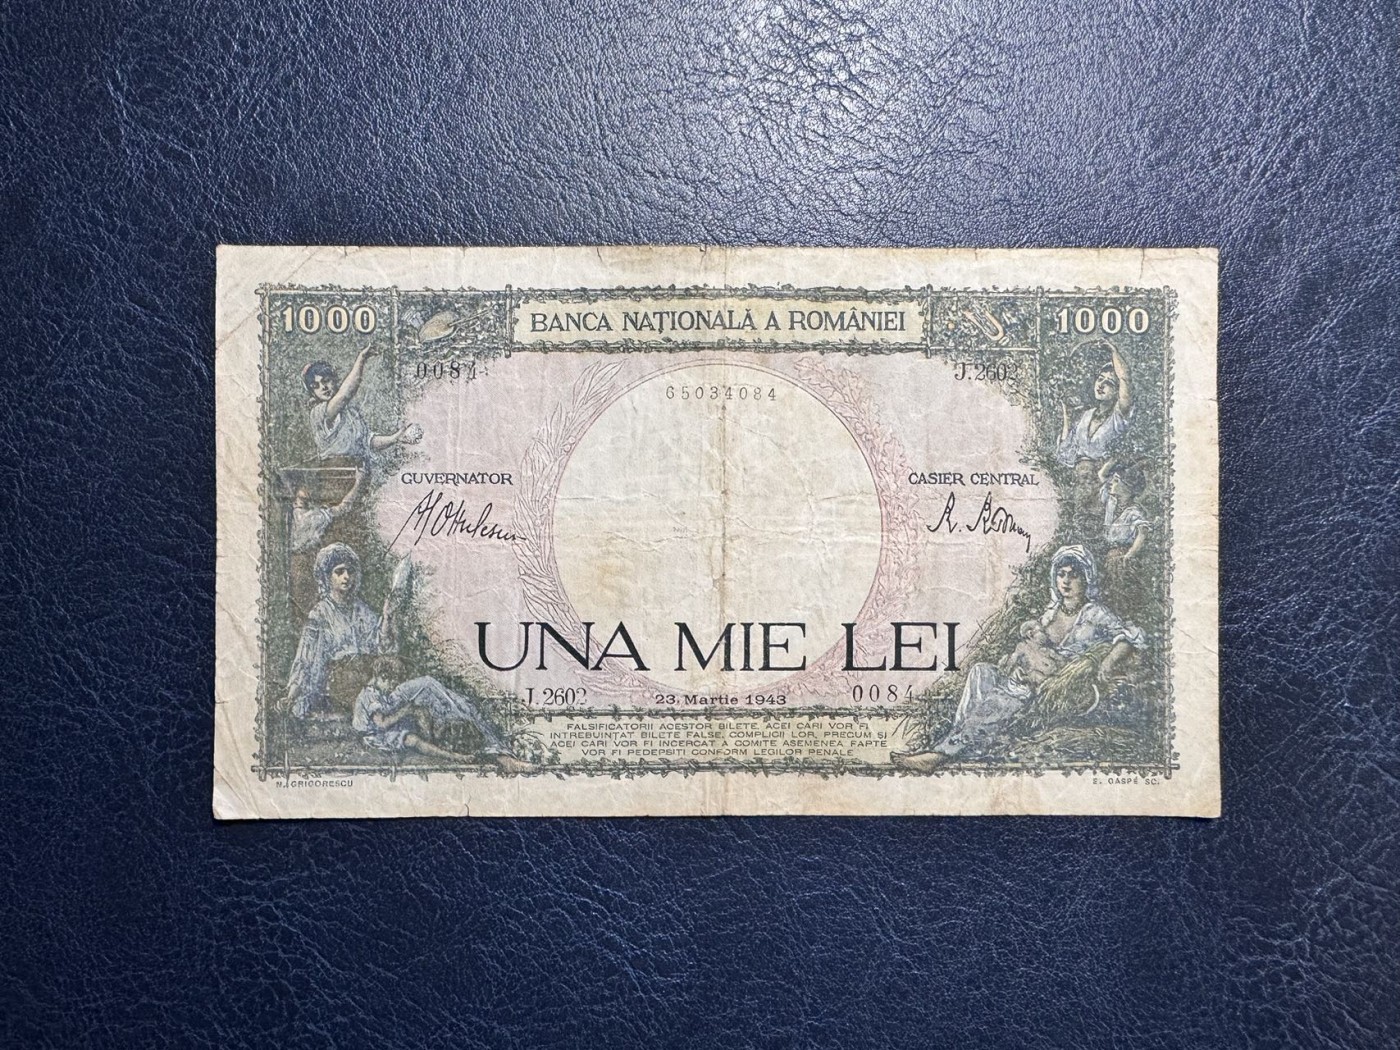 1000 BANCA NAȚIONALĂ A ROMÂNIEI 1000
0084 J.2602
65034084
GUVERNATOR CASIER CENTRAL
UNA MIE LEI
J.2602 23 Martie 1943 0084
FALSIFICATORII ACESTOR BILETE, ACEI CARI VOR FI
INTREBUINȚAT BILETE FALSE, COMPLICII LOR, PRECUM ȘI
ACEI CARI VOR FI INCERCAT A COMITE ASEMENEA FAPTE
VOR FI PEDEPSIȚI CONFORM LEGILOR PENALE
N. GRIGORESCU E. GASPÉ SC.